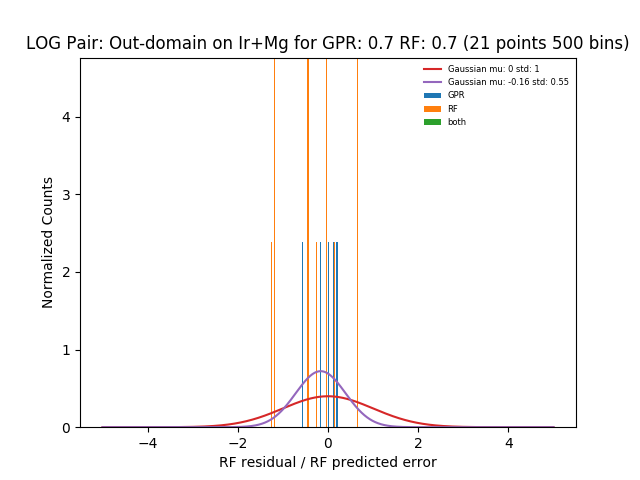 LOG Pair: Out-domain on Ir+Mg for GPR: 0.7 RF: 0.7 (21 points 500 bins)
Gaussian mu: 0 std: 1
Gaussian mu: -0.16 std: 0.55
GPR
RF
both
Normalized Counts
4
3
2
1
0
−4 −2 0 2 4
RF residual / RF predicted error